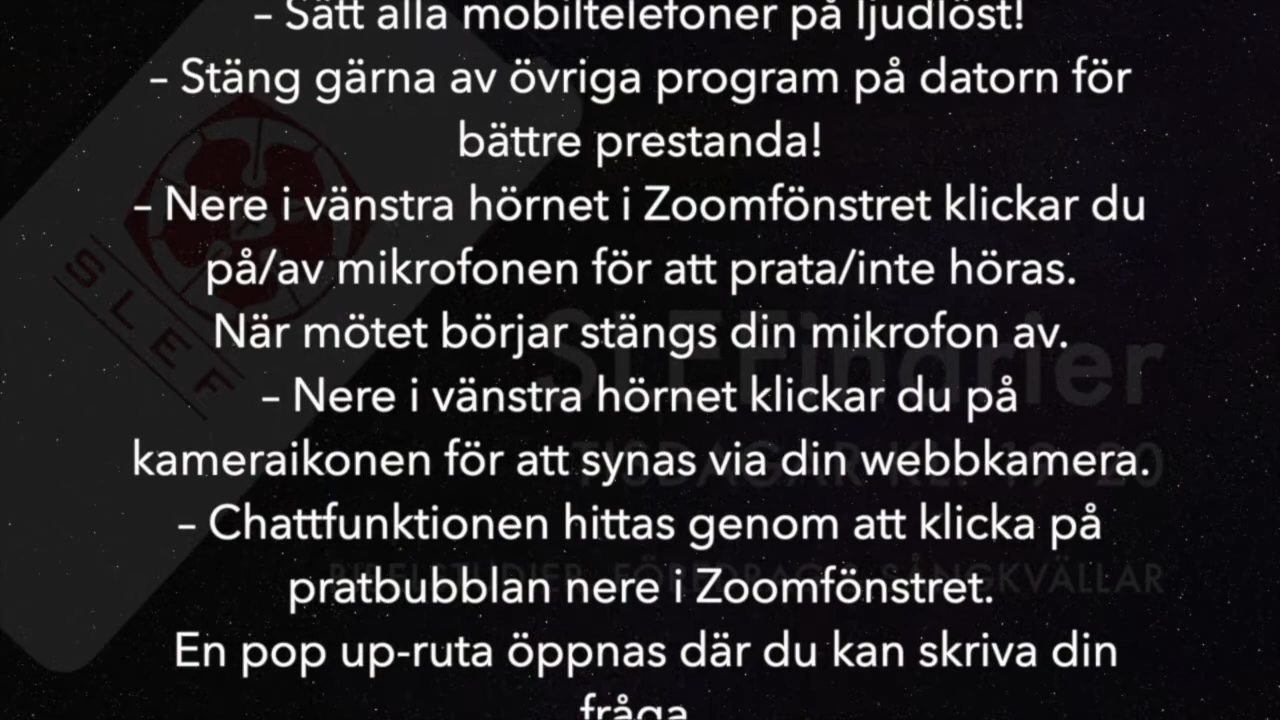 – Sätt alla mobiltelefoner på ljudlöst!
– Stäng gärna av övriga program på datorn för
bättre prestanda!
– Nere i vänstra hörnet i Zoomfönstret klickar du
på/av mikrofonen för att prata/inte höras.
När mötet börjar stängs din mikrofon av.
– Nere i vänstra hörnet klickar du på
kameraikonen för att synas via din webbkamera.
– Chattfunktionen hittas genom att klicka på
pratbubblan nere i Zoomfönstret.
En pop up-ruta öppnas där du kan skriva din
fråga
SLEF